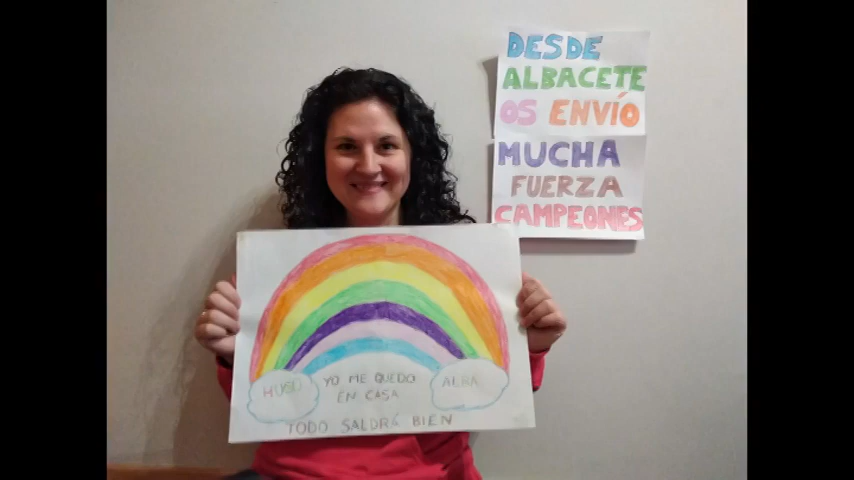 DESDE
ALBACETE
OS ENVÍO
MUCHA
FUERZA
CAMPEONES
HUGO YO ME QUEDO ALBA
EN CASA
TODO SALDRÁ BIEN